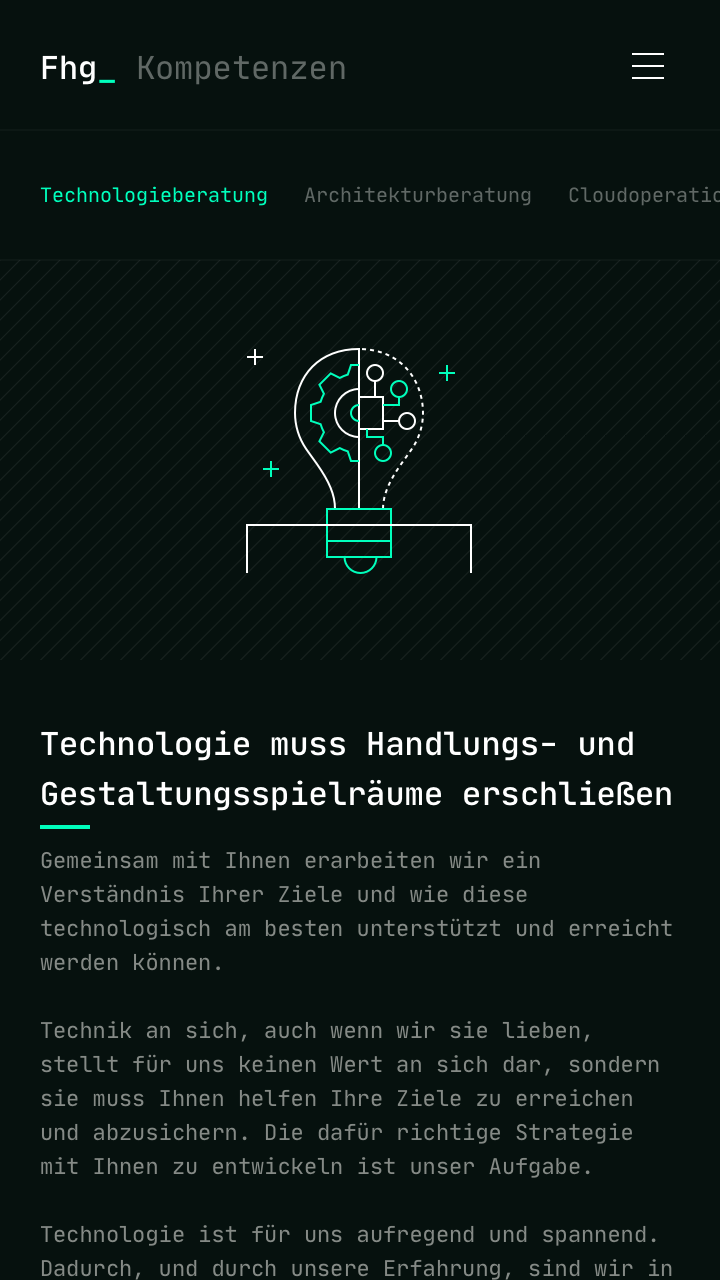 Fhg_ Kompetenzen
Technologieberatung Architekturberatung Cloudoperatio
Technologie muss Handlungs- und
Gestaltungsspielräume erschließen
Gemeinsam mit Ihnen erarbeiten wir ein
Verständnis Ihrer Ziele und wie diese
technologisch am besten unterstützt und erreicht
werden können.
Technik an sich, auch wenn wir sie lieben,
stellt für uns keinen Wert an sich dar, sondern
sie muss Ihnen helfen Ihre Ziele zu erreichen
und abzusichern. Die dafür richtige Strategie
mit Ihnen zu entwickeln ist unser Aufgabe.
Technologie ist für uns aufregend und spannend.
Dadurch, und durch unsere Erfahrung, sind wir in